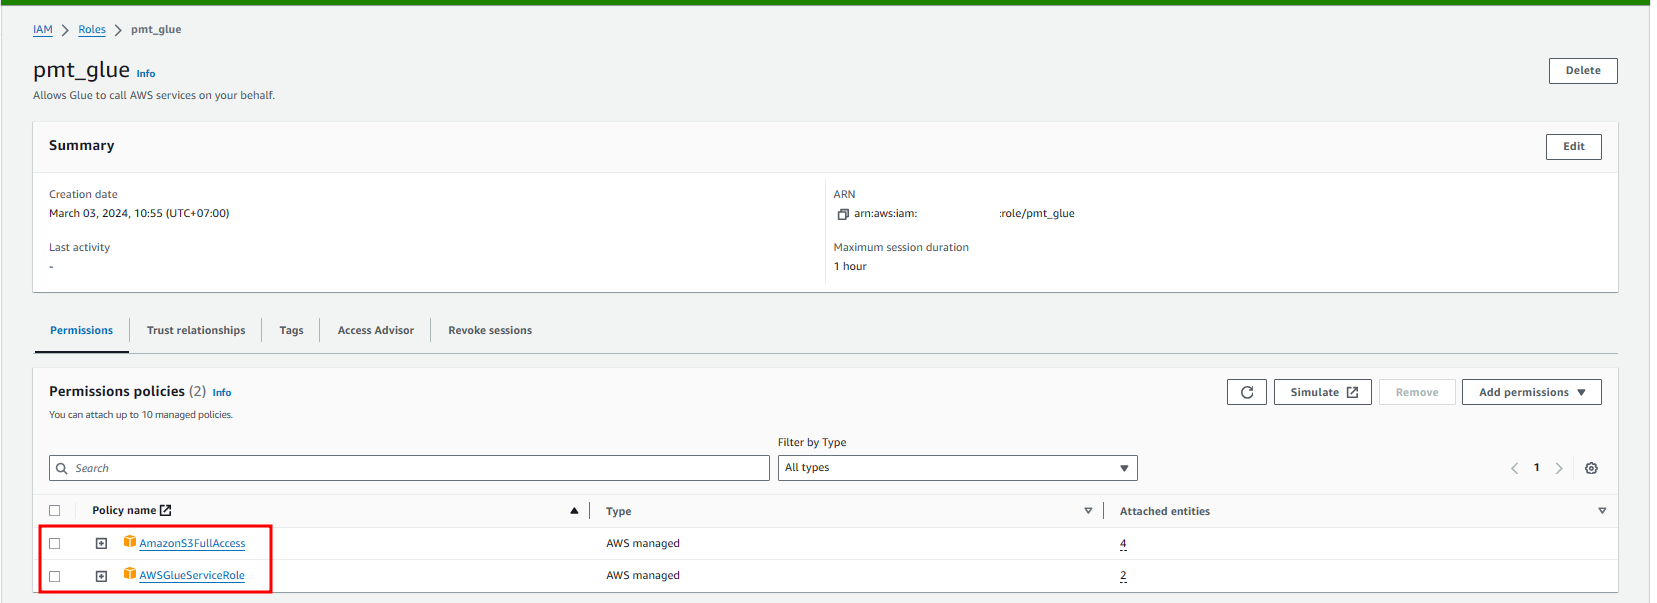 IAM > Roles > pmt_glue
pmt_glue Info
Delete
Allows Glue to call AWS services on your behalf.
Summary
Edit
Creation date
March 03, 2024, 10:55 (UTC+07:00)
ARN
arn:aws:iam: :role/pmt_glue
Last activity
-
Maximum session duration
1 hour
Permissions
Trust relationships
Tags
Access Advisor
Revoke sessions
Permissions policies (2) Info
You can attach up to 10 managed policies.
Simulate
Remove
Add permissions
Filter by Type
Search
All types
1
Policy name
Type
Attached entities
AmazonS3FullAccess
AWS managed
4
AWSGlueServiceRole
AWS managed
2